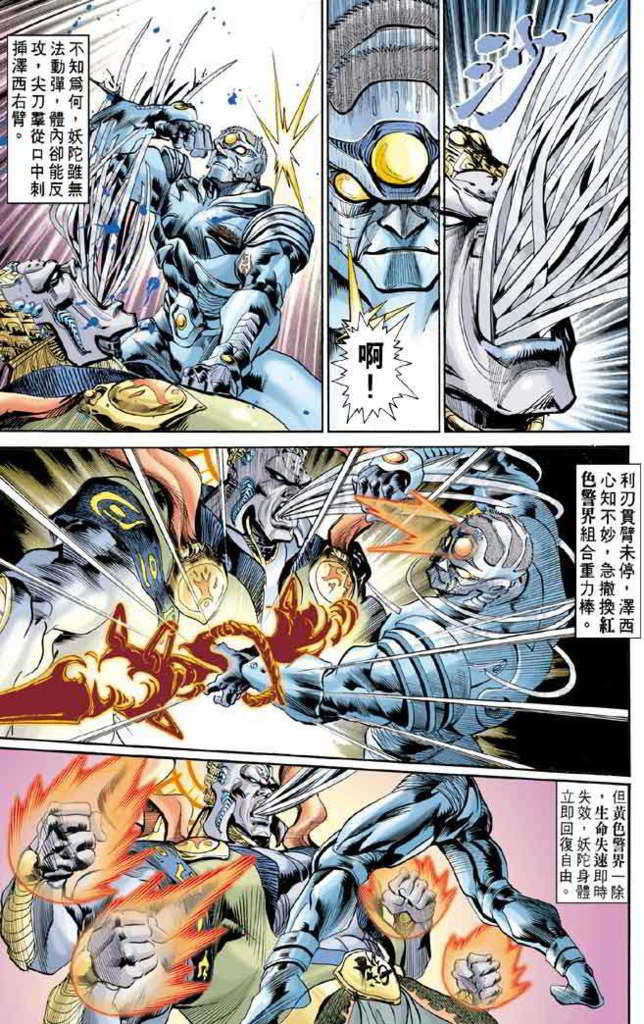 不知為何，妖陀雖無
法動彈，體內卻能反
攻，尖刀羣從口中刺
插澤西右臂。
啊！
沙
利刃貫臂未停，澤西
心知不妙，急撤換紅
色警界組合重力棒。
但黃色警界一除
，生命失速即時
失效，妖陀身體
立即回復自由。